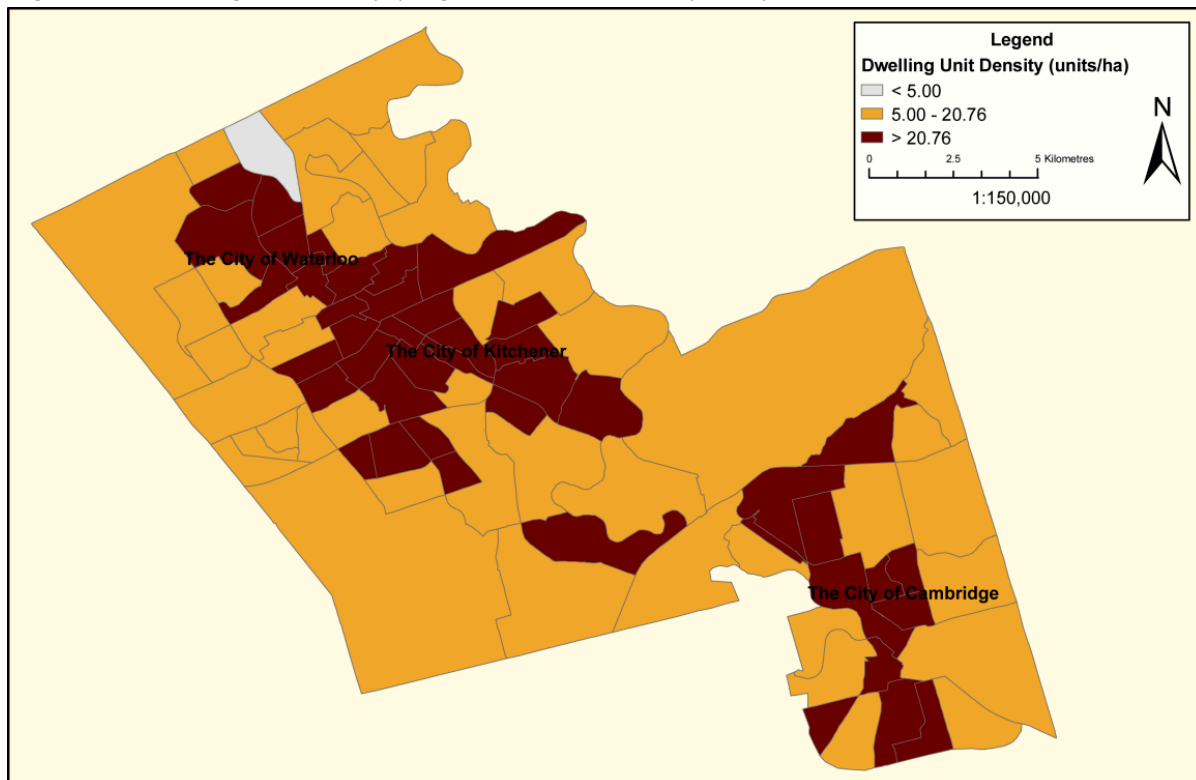 Legend
Dwelling Unit Density (units/ha)
< 5.00
5.00 - 20.76
> 20.76
N
0 2.5 5 Kilometres
1:150,000
The City of Waterloo
The City of Kitchener
The City of Cambridge